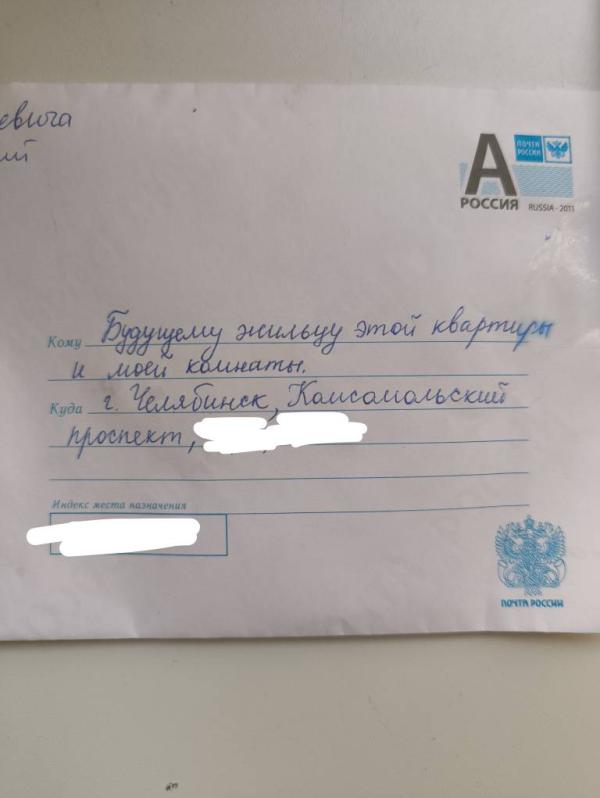 евича
ий
ПОЧТА РОССИИ
А
РОССИЯ RUSSIA - 2011
Кому Будущему жильцу этой квартиры
и моей комнаты.
Куда г. Челябинск, Комсомольский
проспект,
Индекс места назначения
ПОЧТА РОССИИ